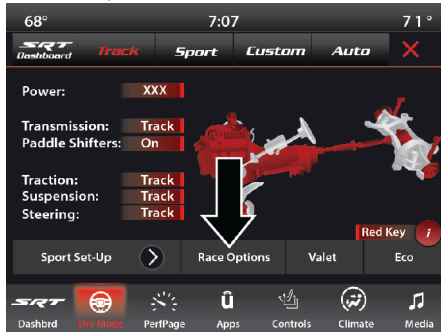 68° 7:07 71°
SRT Dashboard Track Sport Custom Auto X
Power: XXX
Transmission: Track
Paddle Shifters: On
Traction: Track
Suspension: Track
Steering: Track
Red Key i
Sport Set-Up Race Options Valet Eco
SRT
Dashbrd Drv Mode PerfPage Apps Controls Climate Media